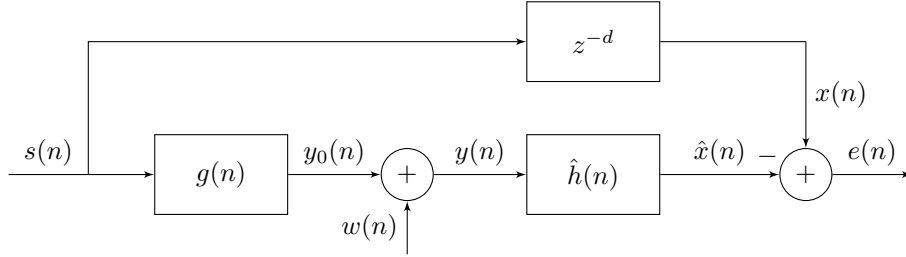 z^{-d}
x(n)
s(n)
g(n)
y_0(n)
+
y(n)
ĥ(n)
x̂(n)
−
+
e(n)
w(n)